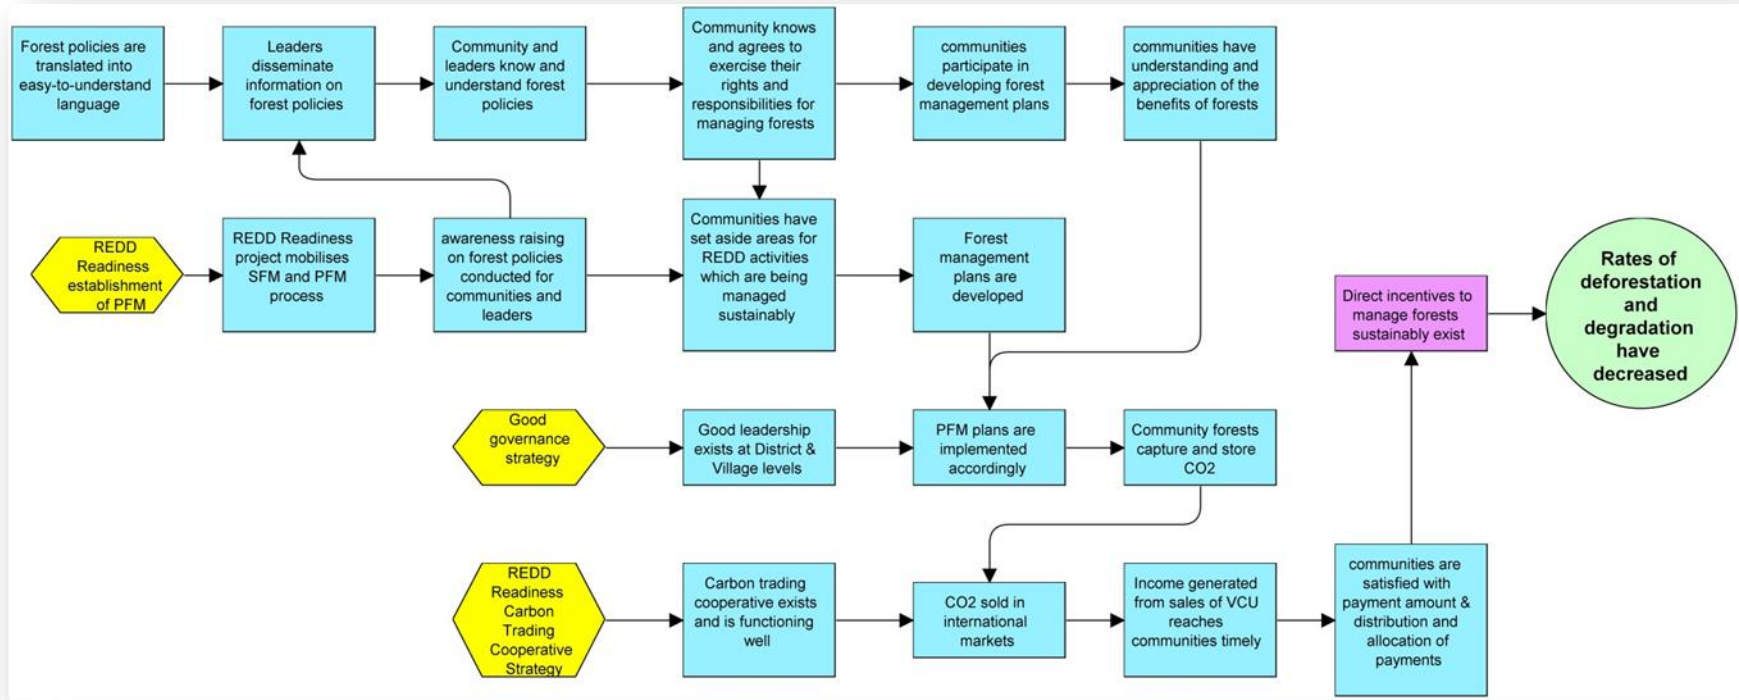 Forest policies are
translated into
easy-to-understand
language
Leaders
disseminate
information on
forest policies
Community and
leaders know and
understand forest
policies
Community knows
and agrees to
exercise their
rights and
responsibilities for
managing forests
communities
participate in
developing forest
management plans
communities have
understanding and
appreciation of the
benefits of forests
REDD
Readiness
establishment
of PFM
REDD Readiness
project mobilises
SFM and PFM
process
awareness raising
on forest policies
conducted for
communities and
leaders
Communities have
set aside areas for
REDD activities
which are being
managed
sustainably
Forest
management
plans are
developed
Direct incentives to
manage forests
sustainably exist
Rates of
deforestation
and
degradation
have
decreased
Good
governance
strategy
Good leadership
exists at District &
Village levels
PFM plans are
implemented
accordingly
Community forests
capture and store
CO2
REDD
Readiness
Carbon
Trading
Cooperative
Strategy
Carbon trading
cooperative exists
and is functioning
well
CO2 sold in
international
markets
Income generated
from sales of VCU
reaches
communities timely
communities are
satisfied with
payment amount &
distribution and
allocation of
payments